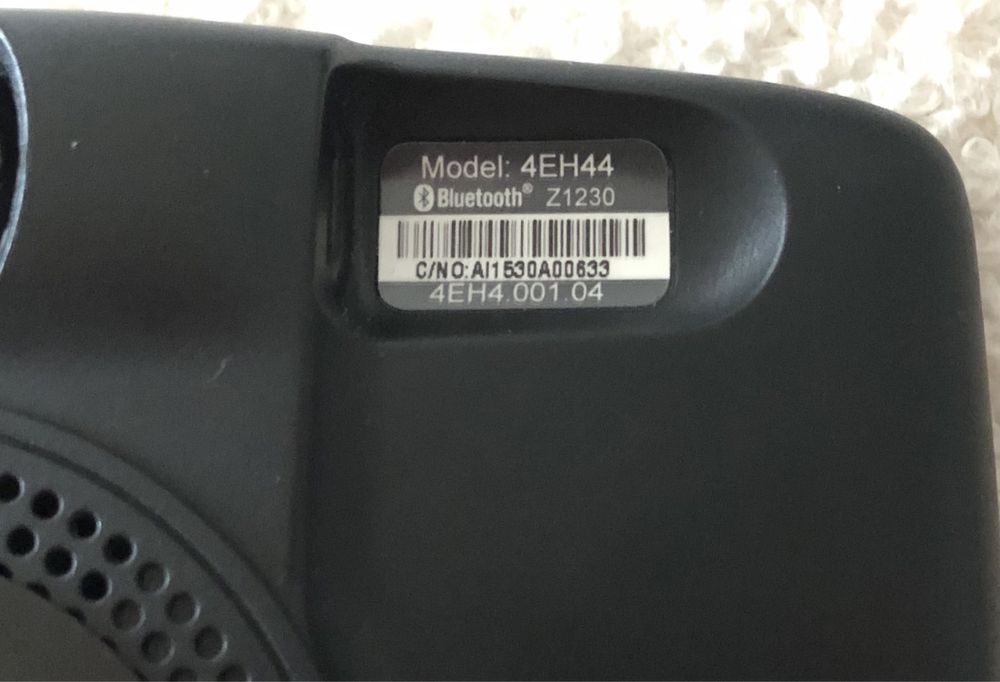 Model: 4EH44
Bluetooth® Z1230
C/NO:AI1530A00633
4EH4.001.04